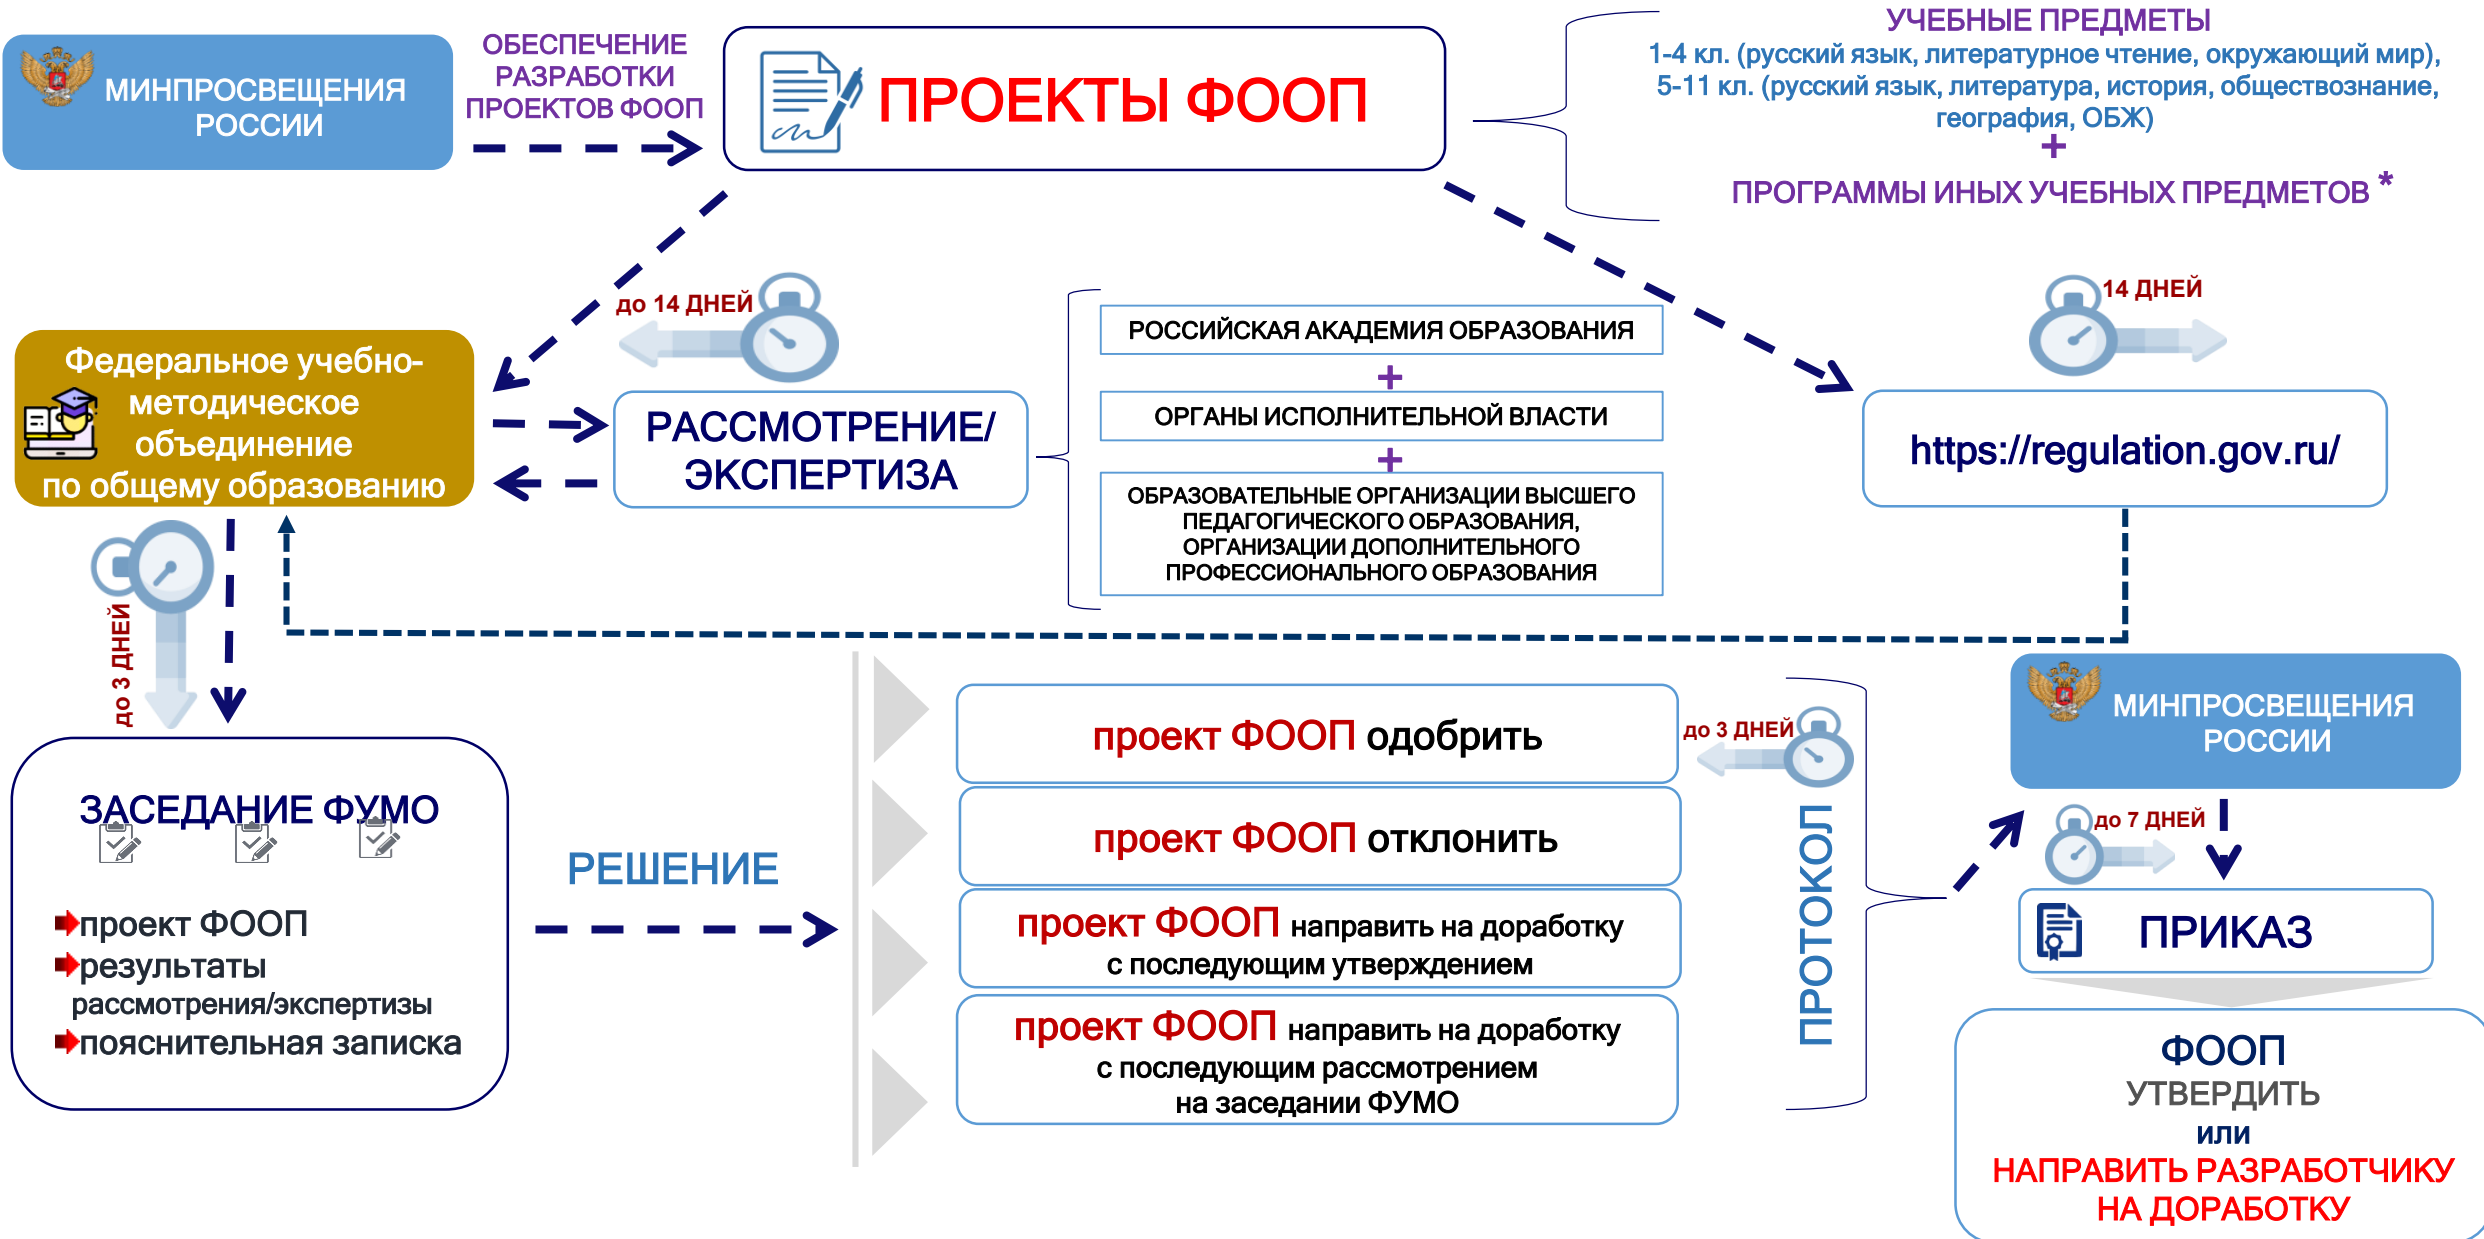 МИНПРОСВЕЩЕНИЯ
РОССИИ
ОБЕСПЕЧЕНИЕ
РАЗРАБОТКИ
ПРОЕКТОВ ФООП
ПРОЕКТЫ ФООП
УЧЕБНЫЕ ПРЕДМЕТЫ
1-4 кл. (русский язык, литературное чтение, окружающий мир),
5-11 кл. (русский язык, литература, история, обществознание,
география, ОБЖ)
+
ПРОГРАММЫ ИНЫХ УЧЕБНЫХ ПРЕДМЕТОВ *
Федеральное учебно-
методическое
объединение
по общему образованию
до 14 ДНЕЙ
РАССМОТРЕНИЕ/
ЭКСПЕРТИЗА
РОССИЙСКАЯ АКАДЕМИЯ ОБРАЗОВАНИЯ
+
ОРГАНЫ ИСПОЛНИТЕЛЬНОЙ ВЛАСТИ
+
ОБРАЗОВАТЕЛЬНЫЕ ОРГАНИЗАЦИИ ВЫСШЕГО
ПЕДАГОГИЧЕСКОГО ОБРАЗОВАНИЯ,
ОРГАНИЗАЦИИ ДОПОЛНИТЕЛЬНОГО
ПРОФЕССИОНАЛЬНОГО ОБРАЗОВАНИЯ
14 ДНЕЙ
https://regulation.gov.ru/
до 3 ДНЕЙ
ЗАСЕДАНИЕ ФУМО
проект ФООП
результаты
рассмотрения/экспертизы
пояснительная записка
РЕШЕНИЕ
проект ФООП одобрить
проект ФООП отклонить
проект ФООП направить на доработку
с последующим утверждением
проект ФООП направить на доработку
с последующим рассмотрением
на заседании ФУМО
до 3 ДНЕЙ
ПРОТОКОЛ
МИНПРОСВЕЩЕНИЯ
РОССИИ
до 7 ДНЕЙ
ПРИКАЗ
ФООП
УТВЕРДИТЬ
или
НАПРАВИТЬ РАЗРАБОТЧИКУ
НА ДОРАБОТКУ